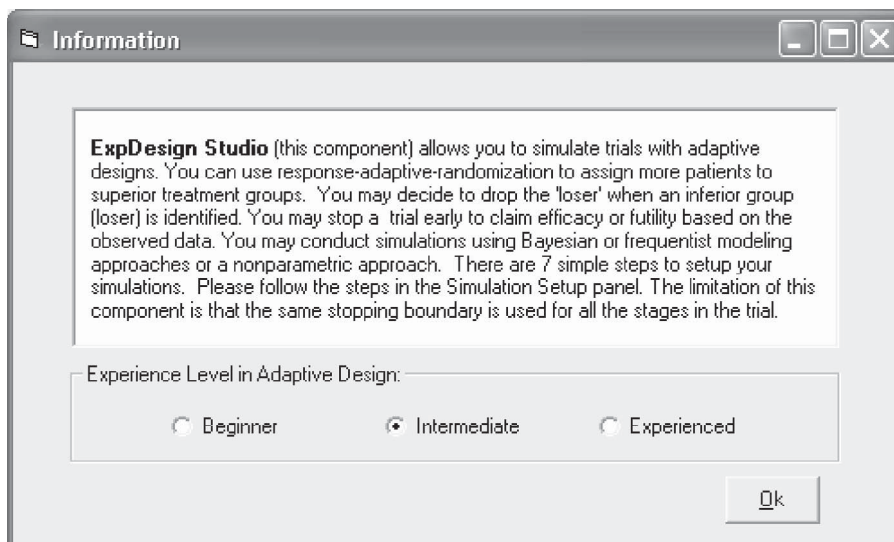 Information
ExpDesign Studio (this component) allows you to simulate trials with adaptive
designs. You can use response-adaptive-randomization to assign more patients to
superior treatment groups. You may decide to drop the 'loser' when an inferior group
(loser) is identified. You may stop a trial early to claim efficacy or futility based on the
observed data. You may conduct simulations using Bayesian or frequentist modeling
approaches or a nonparametric approach. There are 7 simple steps to setup your
simulations. Please follow the steps in the Simulation Setup panel. The limitation of this
component is that the same stopping boundary is used for all the stages in the trial.
Experience Level in Adaptive Design:
Beginner Intermediate Experienced
Ok